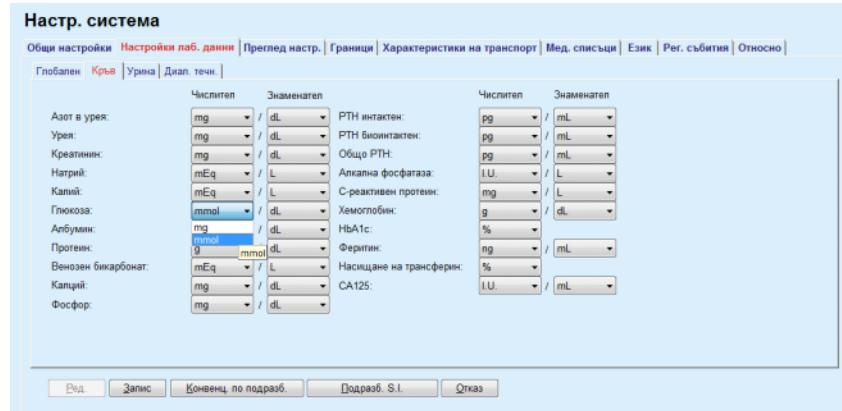 Настр. система
Общи настройки Настройки лаб. данни Преглед настр. Граници Характеристики на транспорт Мед. списъци Език Рег. събития Относно
Глобален Кръв Урина Диал. течн.
Числител Знаменател Числител Знаменател
Азот в урея: mg / dL PTH интактен: pg / mL
Урея: mg / dL PTH биоинтактен: pg / mL
Креатинин: mg / dL Общо PTH: pg / mL
Натрий: mEq / L Алкална фосфатаза: I.U. / L
Калий: mEq / L С-реактивен протеин: mg / L
Глюкоза: mmol / dL Хемоглобин: g / dL
Албумин: mg / dL HbA1c: %
mmol
Протеин: g mmol dL Феритин: ng / mL
Венозен бикарбонат: mEq / L Насищане на трансферин: %
Калций: mg / dL CA125: I.U. / mL
Фосфор: mg / dL
Ред. Запис Конвенц. по подразб. Подразб. S.I. Отказ